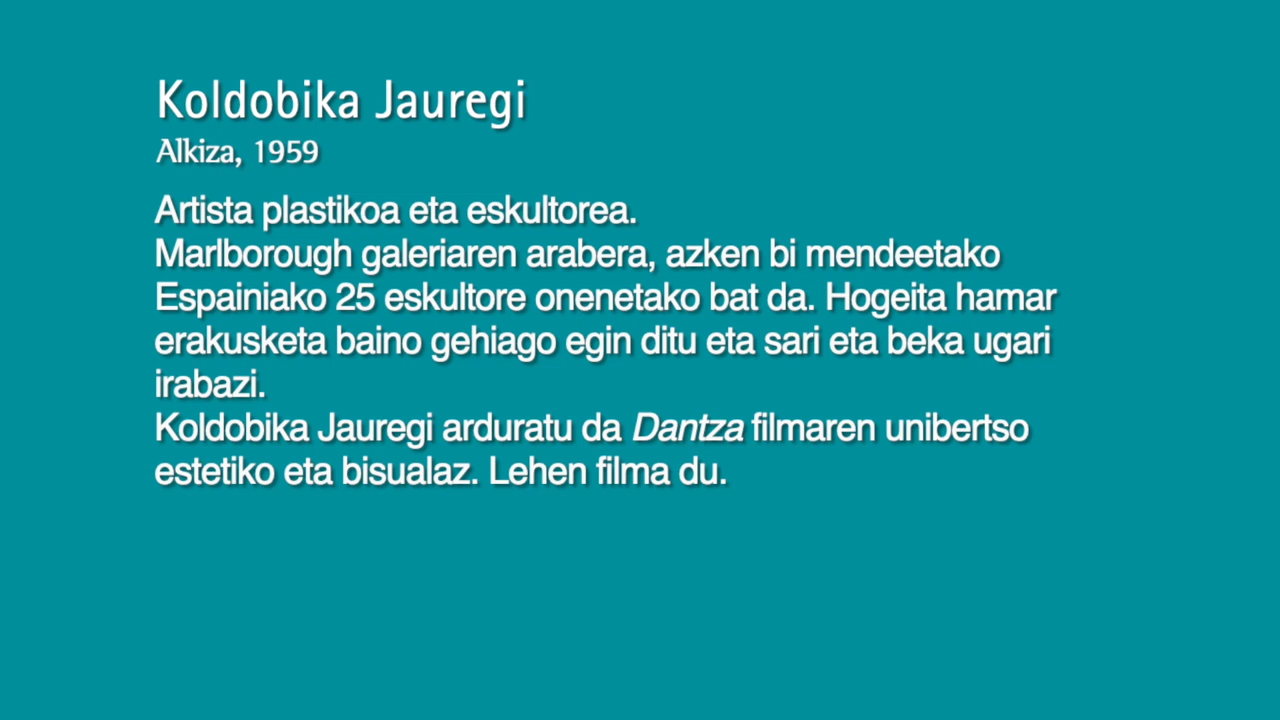 Koldobika Jauregi
Alkiza, 1959
Artista plastikoa eta eskultorea.
Marlborough galeriaren arabera, azken bi mendeetako
Espainiako 25 eskultore onenetako bat da. Hogeita hamar
erakusketa baino gehiago egin ditu eta sari eta beka ugari
irabazi.
Koldobika Jauregi arduratu da Dantza filmaren unibertso
estetiko eta bisualaz. Lehen filma du.